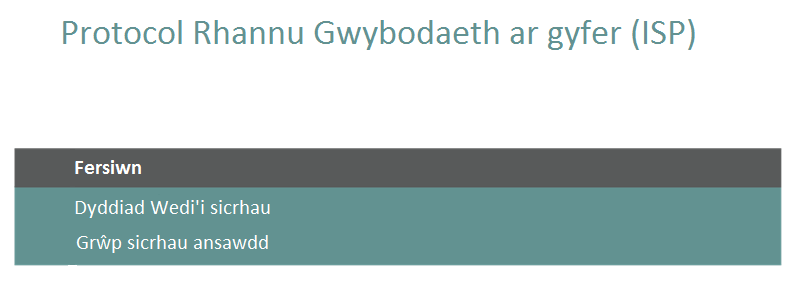 Protocol Rhannu Gwybodaeth ar gyfer (ISP)
Fersiwn
Dyddiad Wedi'i sicrhau
Grŵp sicrhau ansawdd